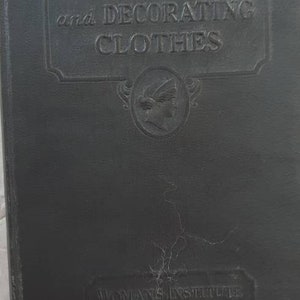 and DECORATING
CLOTHES
WOMAN'S INSTITUTE